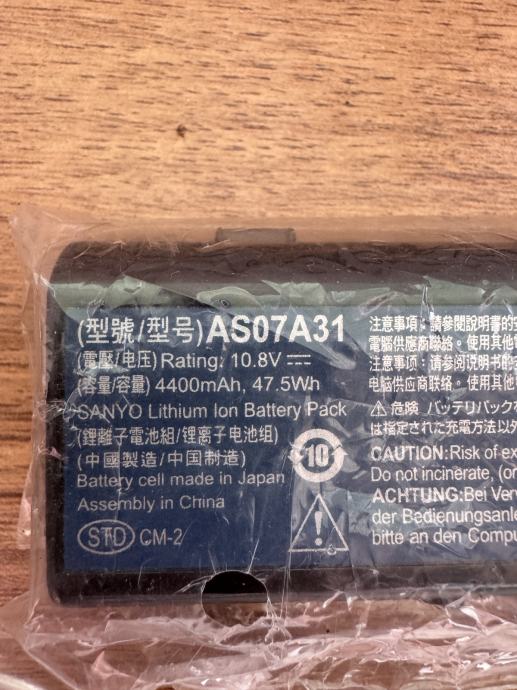 (型號/型号)AS07A31
(電壓/电压) Rating: 10.8V
(容量/容量) 4400mAh, 47.5Wh
SANYO Lithium Ion Battery Pack
(鋰離子電池組/锂离子电池组)
(中國製造/中国制造)
Battery cell made in Japan
Assembly in China
STD CM-2
10
注意事項：請參閱說明書的
電腦供應商聯絡。使用其他
注意事项：请参阅说明书的
电脑供应商联络。使用其他
危険 バッテリパックを
は指定された充電方法以外
CAUTION:Risk of ex
Do not incinerate, (or
ACHTUNG:Bei Ver
der Bedienungsanle
bitte an den Compu